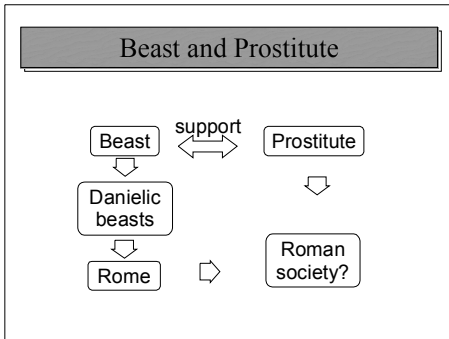 Beast and Prostitute
support
Beast
Prostitute
Danielic
beasts
Rome
Roman
society?